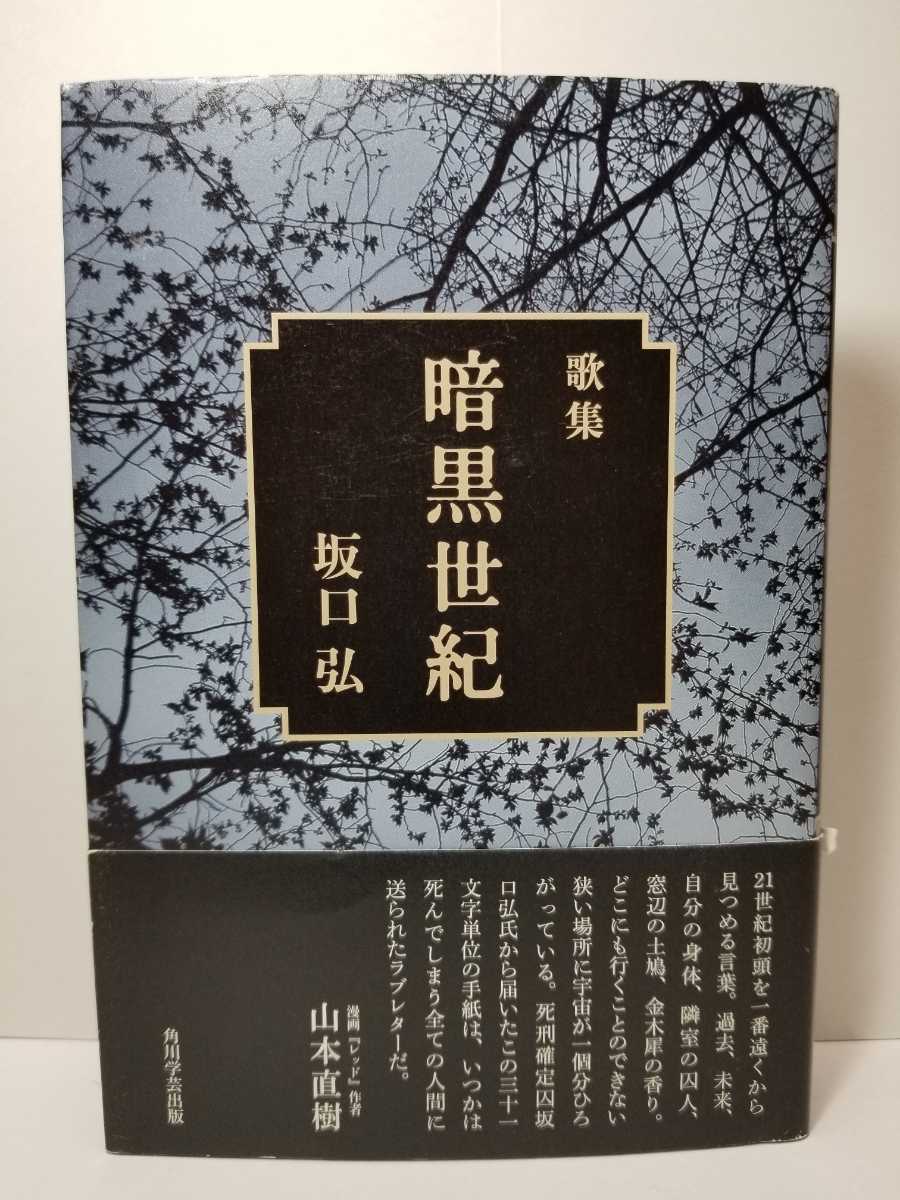 歌集
暗黒世紀
坂口弘
21世紀初頭を一番遠くから
見つめる言葉。過去、未来、
自分の身体、隣室の囚人、
窓辺の土鳩、金木犀の香り。
どこにも行くことのできない
狭い場所に宇宙が一個分ひろ
がっている。死刑確定囚坂
口弘氏から届いたこの三十一
文字単位の手紙は、いつかは
死んでしまう全ての人間に
送られたラブレターだ。
漫画『レッド』作者
山本直樹
角川学芸出版